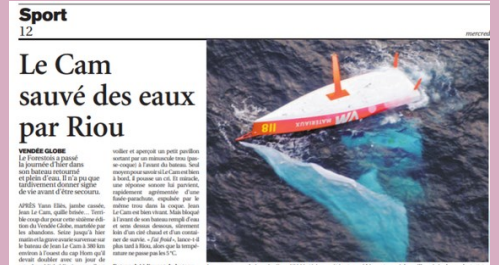 Sport
12
mercred
Le Cam
sauvé des eaux
par Riou
VENDÉE GLOBE
Le Forestois a passé
la journée d'hier dans
son bateau retourné
et plein d'eau. Il n'a pu que
tardivement donner signe
de vie avant d'être secouru.
APRÈS Yann Eliès, jambe cassée,
Jean Le Cam, quille brisée... Terri-
ble coup dur pour cette sixième édi-
tion du Vendée Globe, martelée par
les abandons. Seize jusqu'à hier
matin et la grave avarie survenue sur
le bateau de Jean Le Cam à 380 km
environ à l'ouest du cap Horn qu'il
devait doubler avec un jour de
voilier et aperçoit un petit pavillon
sortant par un minuscule trou (pas-
se-coque) à l'avant du bateau. Seul
moyen pour savoir si Le Cam est bien
à bord, il pousse un cri. Et miracle,
une réponse sonore lui parvient,
rapidement agrémentée d'une
fusée-parachute, expulsée par le
même trou dans la coque. Jean
Le Cam est bien vivant. Mais bloqué
à l'avant de son bateau rempli d'eau
et sens dessus dessous, sûrement
loin d'un ciré chaud et d'un contai-
ner de survie. « J'ai froid », lance-t-il
plus tard à Riou, alors que la tempéra-
ture ne passe pas les 5 °C.
VM
MATERIAUX
118